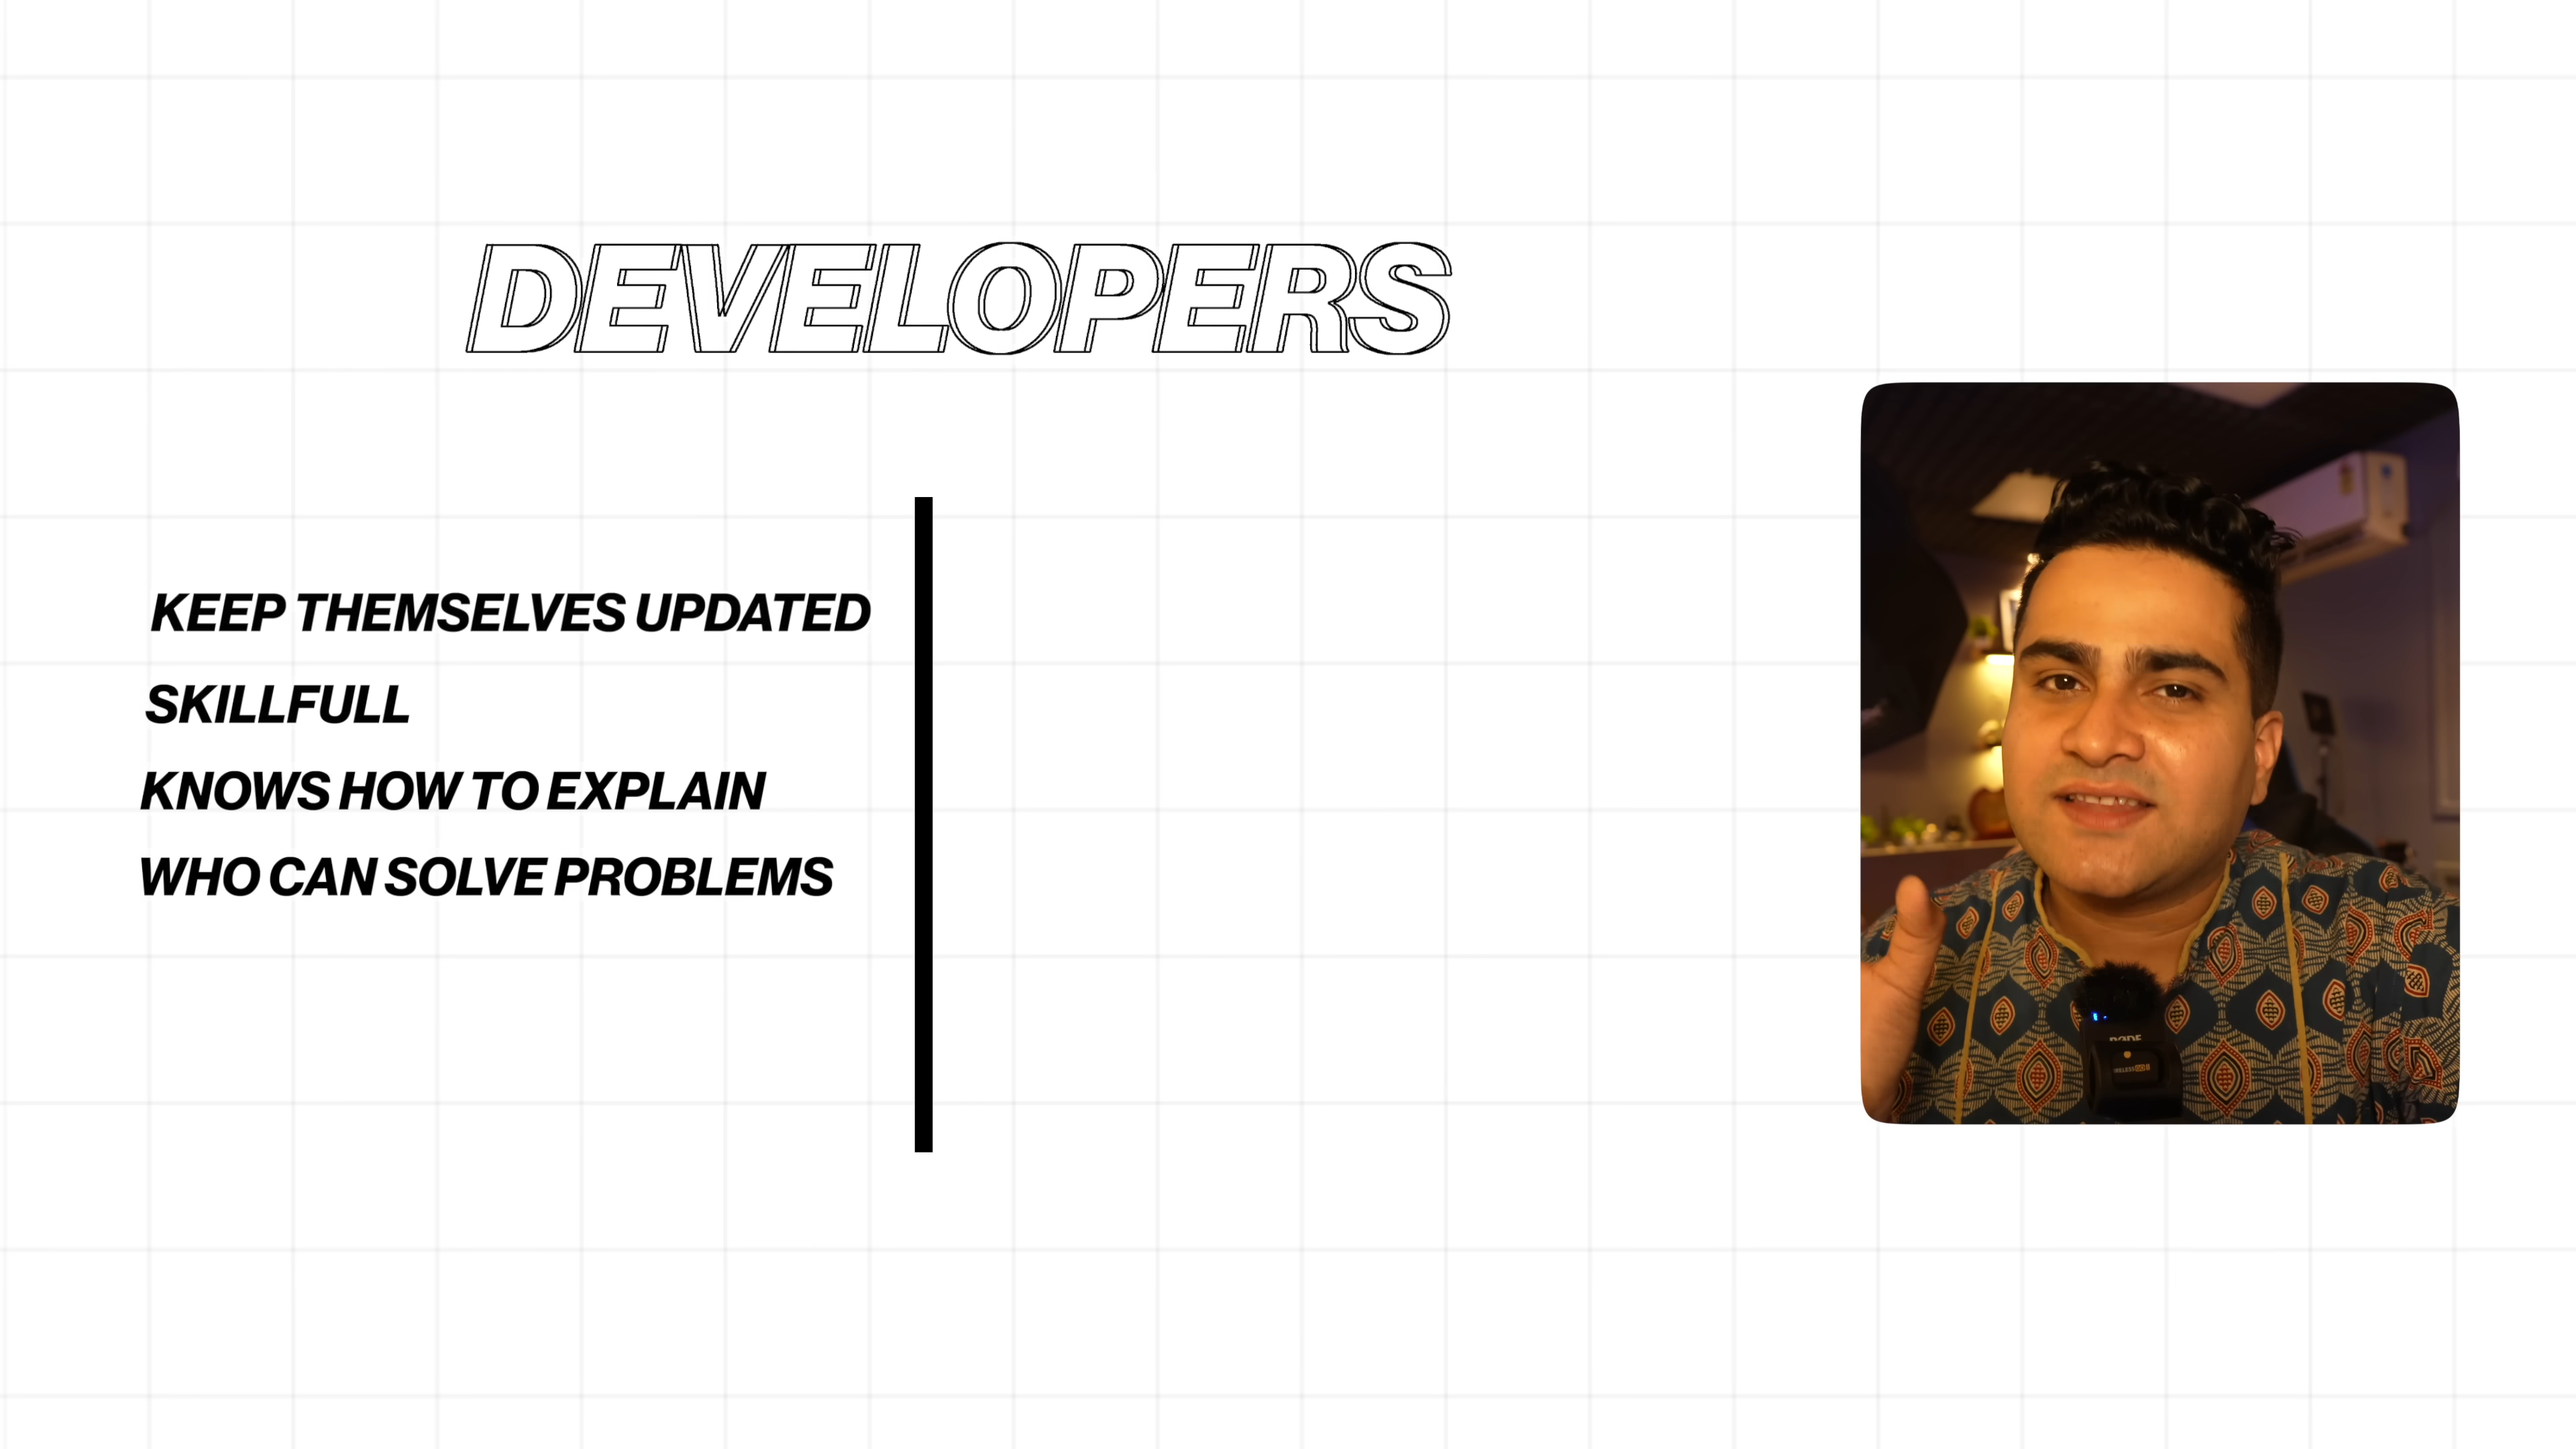 DEVELOPERS
KEEP THEMSELVES UPDATED
SKILLFULL
KNOWS HOW TO EXPLAIN
WHO CAN SOLVE PROBLEMS